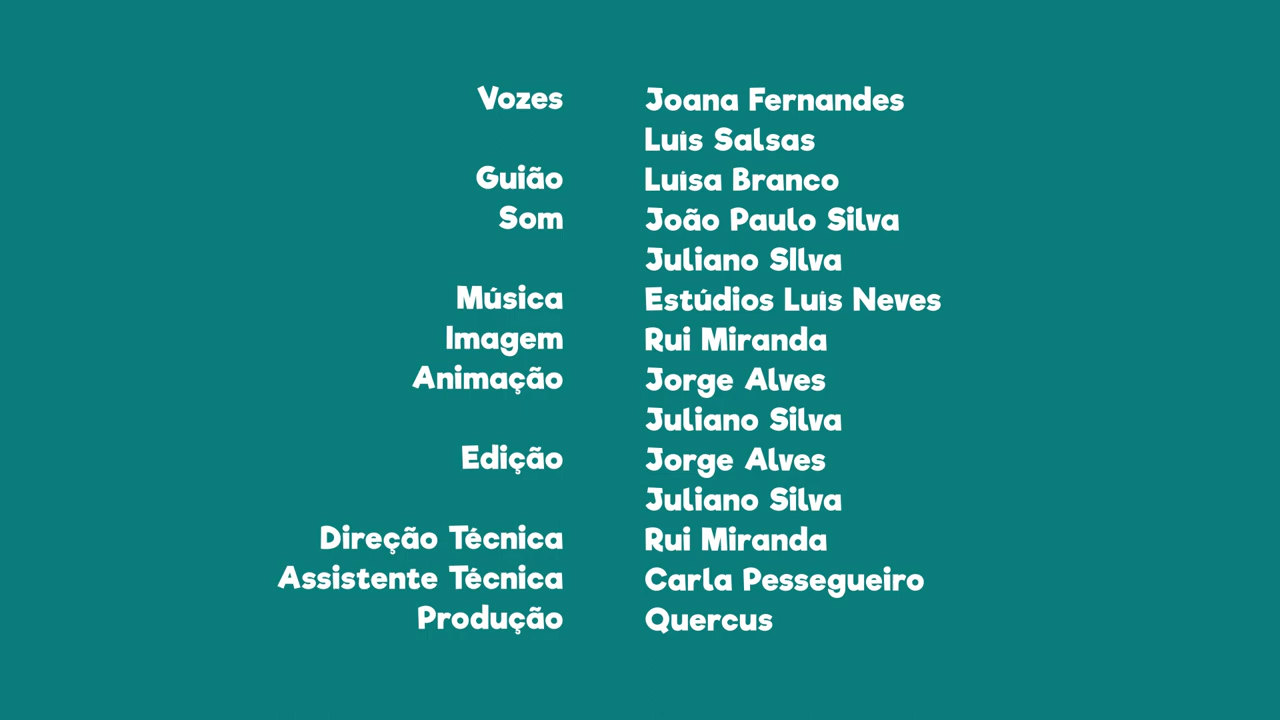 Vozes Joana Fernandes
Luís Salsas
Guião Luísa Branco
Som João Paulo Silva
Juliano SIlva
Música Estúdios Luís Neves
Imagem Rui Miranda
Animação Jorge Alves
Juliano Silva
Edição Jorge Alves
Juliano Silva
Direção Técnica Rui Miranda
Assistente Técnica Carla Pessegueiro
Produção Quercus